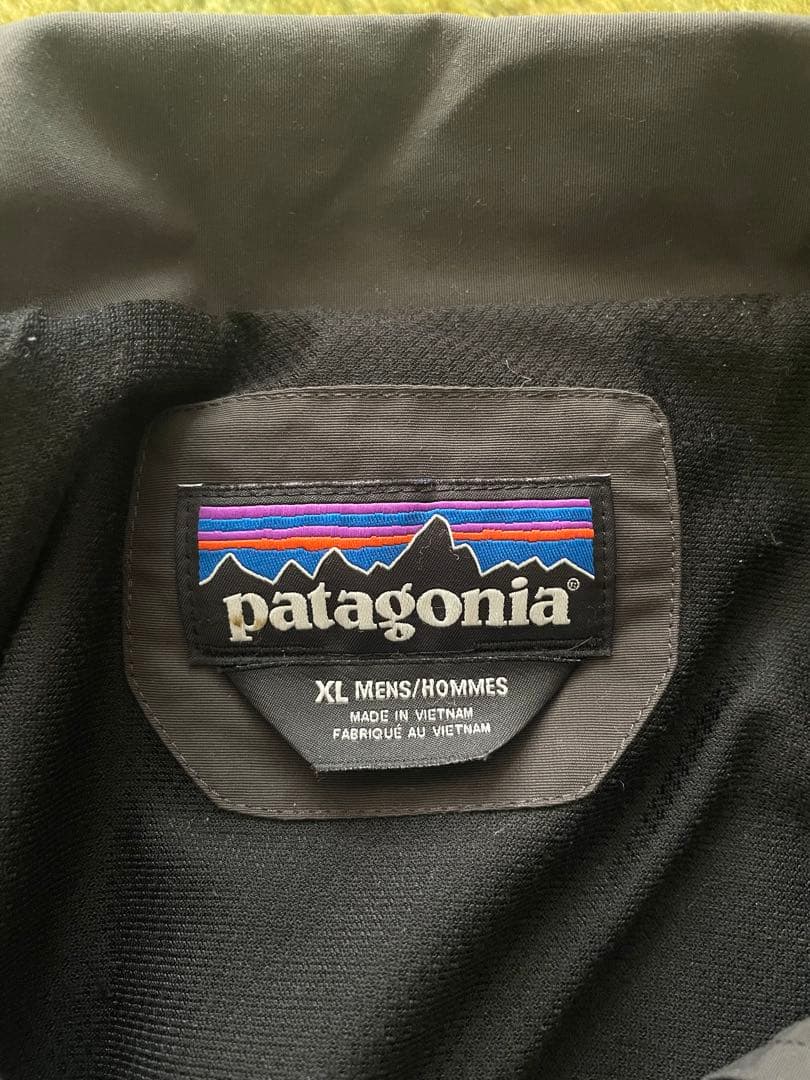 patagonia®
XL MENS/HOMMES
MADE IN VIETNAM
FABRIQUÉ AU VIETNAM